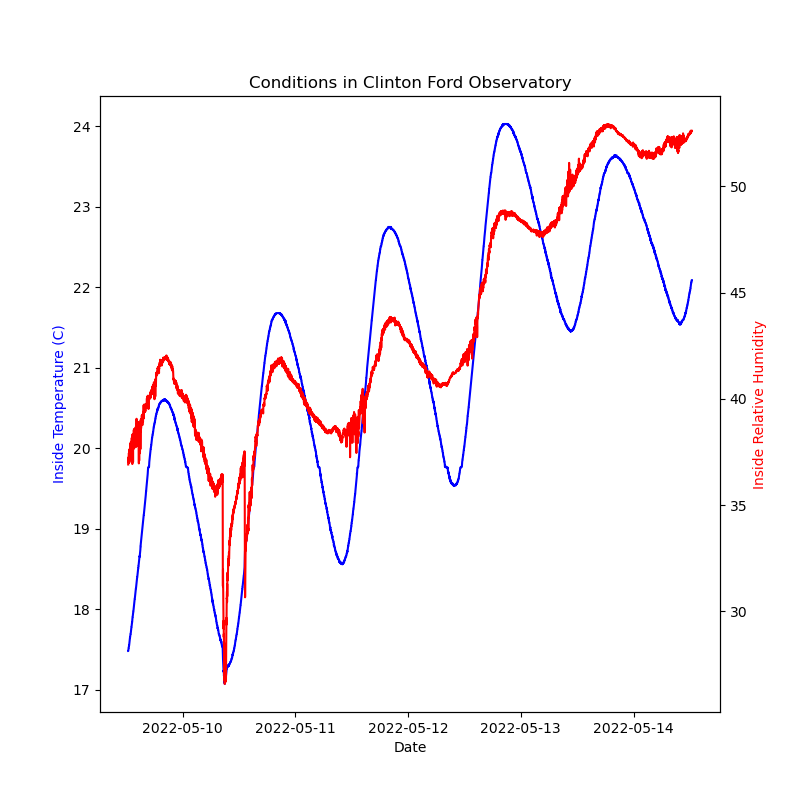 Conditions in Clinton Ford Observatory
24
23
22
21
20
19
18
17
Inside Temperature (C)
50
45
40
35
30
Inside Relative Humidity
2022-05-10 2022-05-11 2022-05-12 2022-05-13 2022-05-14
Date